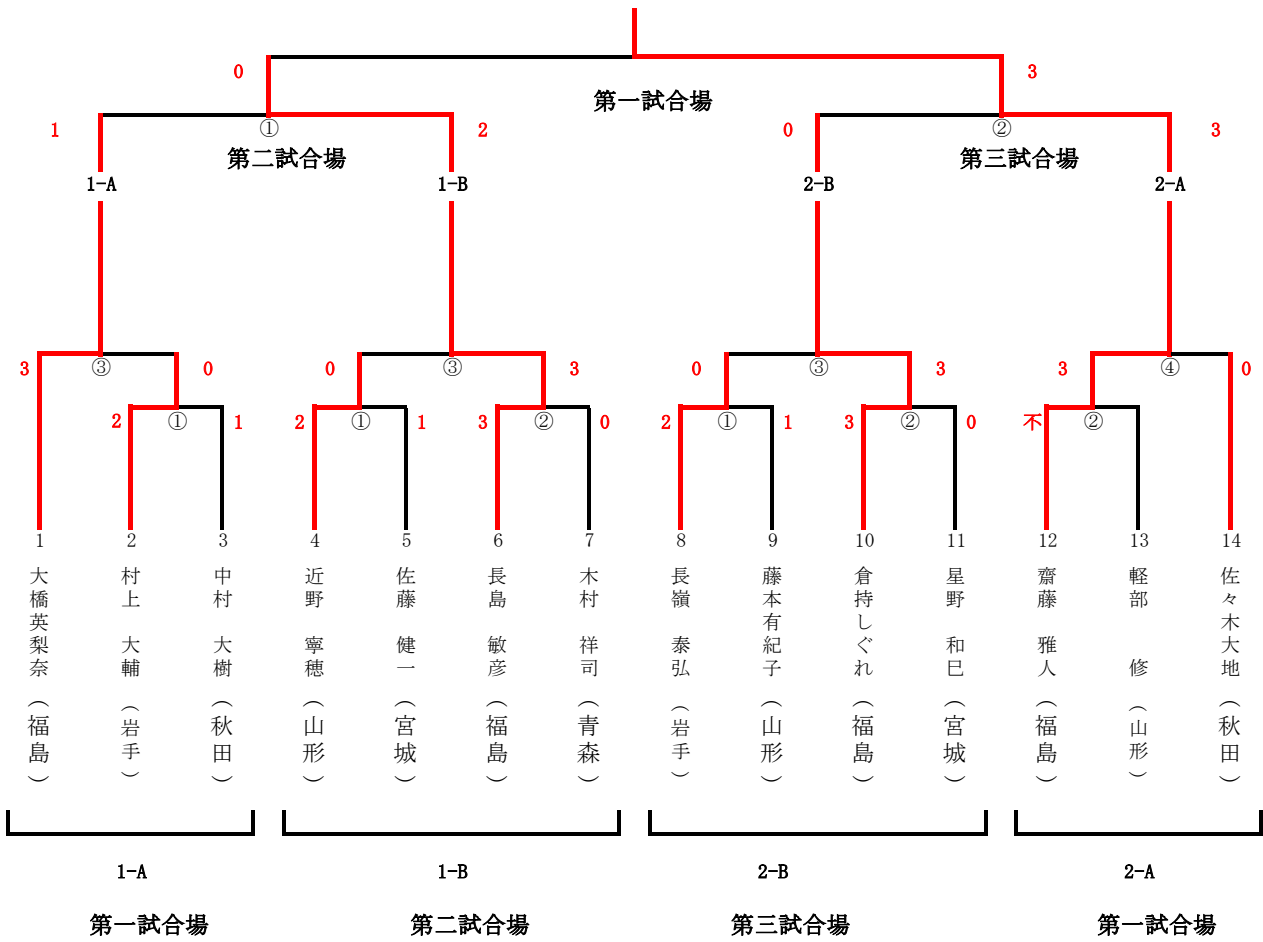 0
3
第一試合場
1
①
2
0
②
3
第二試合場
第三試合場
1-A
1-B
2-B
2-A
3
③
0
0
③
3
0
③
3
3
④
0
2
①
1
2
①
1
3
②
0
2
①
1
3
②
0
不
②
1
2
3
4
5
6
7
8
9
10
11
12
13
14
大橋英梨奈(福島)
村上 大輔(岩手)
中村 大樹(秋田)
近野 寧穂(山形)
佐藤 健一(宮城)
長島 敏彦(福島)
木村 祥司(青森)
長嶺 泰弘(岩手)
藤本有紀子(山形)
倉持しぐれ(福島)
星野 和巳(宮城)
齋藤 雅人(福島)
軽部 修(山形)
佐々木大地(秋田)
1-A
1-B
2-B
2-A
第一試合場
第二試合場
第三試合場
第一試合場